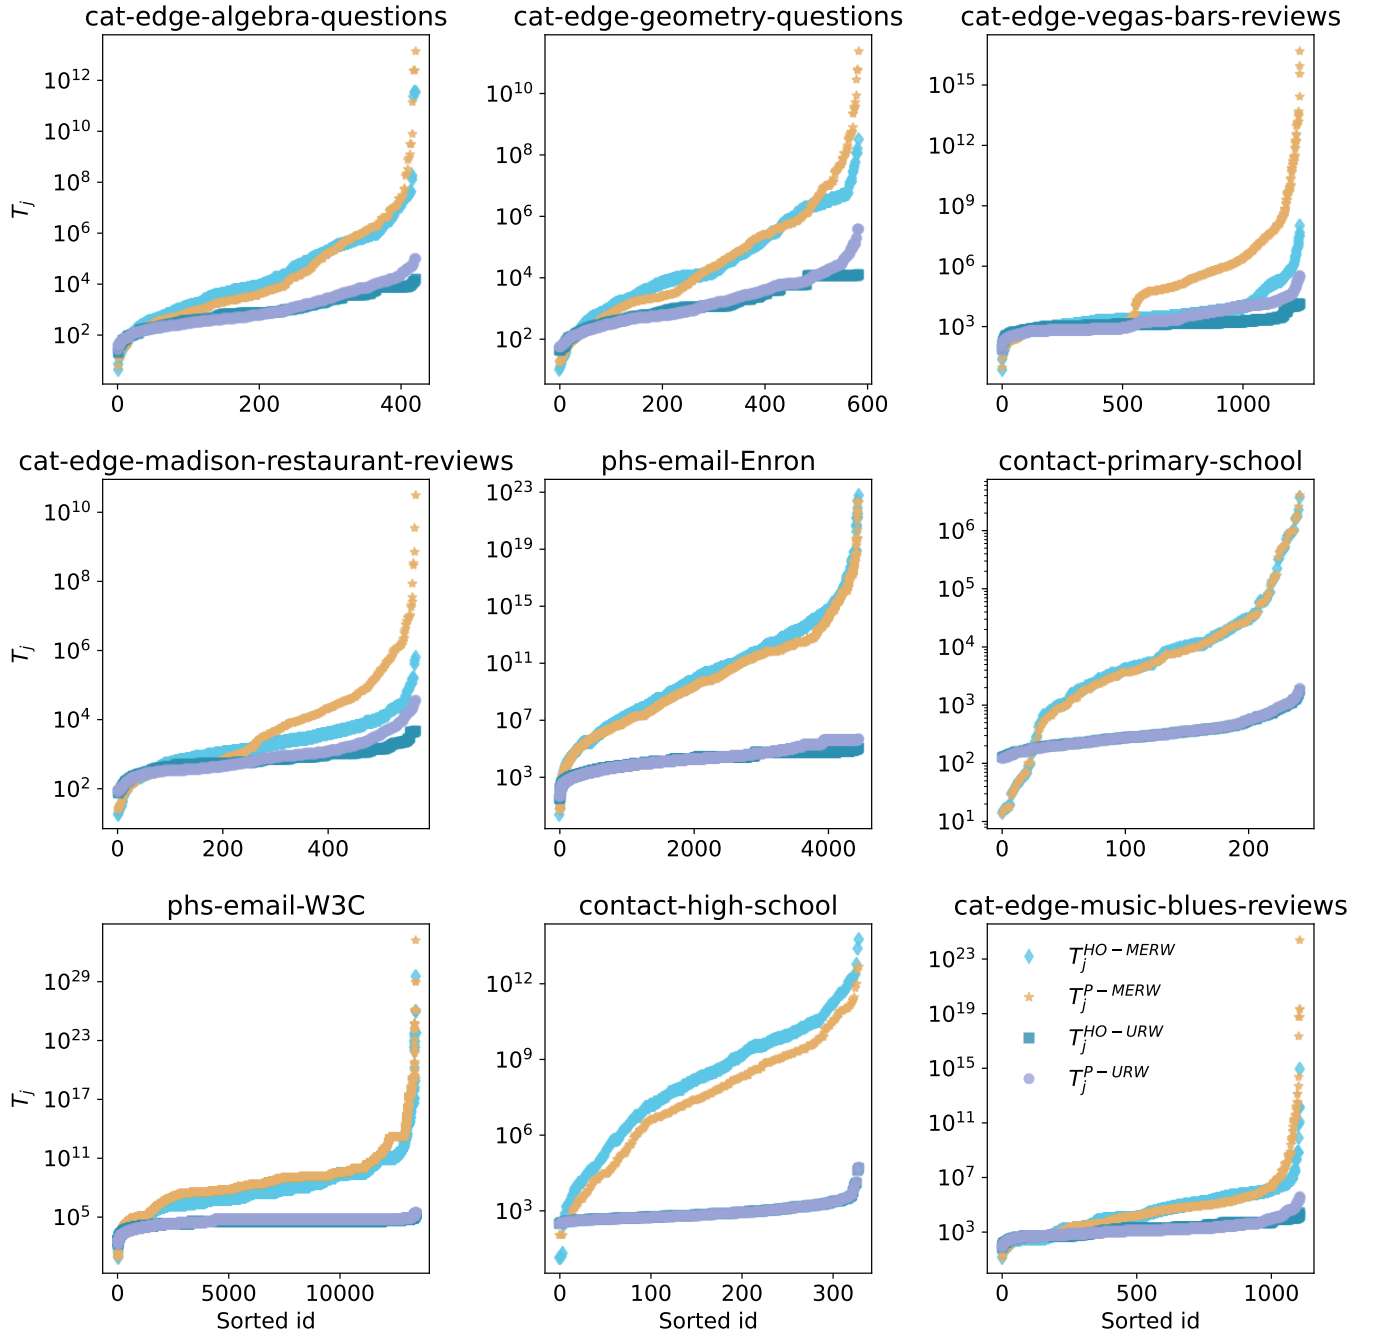 cat-edge-algebra-questions
cat-edge-geometry-questions
cat-edge-vegas-bars-reviews
T_j
10^12
10^10
10^8
10^6
10^4
10^2
0 200 400
10^10
10^8
10^6
10^4
10^2
0 200 400 600
10^15
10^12
10^9
10^6
10^3
0 500 1000
cat-edge-madison-restaurant-reviews
phs-email-Enron
contact-primary-school
T_j
10^10
10^8
10^6
10^4
10^2
0 200 400
10^23
10^19
10^15
10^11
10^7
10^3
0 2000 4000
10^6
10^5
10^4
10^3
10^2
10^1
0 100 200
phs-email-W3C
contact-high-school
cat-edge-music-blues-reviews
T_j
10^29
10^23
10^17
10^11
10^5
0 5000 10000
Sorted id
10^12
10^9
10^6
10^3
0 100 200 300
Sorted id
10^23
10^19
10^15
10^11
10^7
10^3
T_j^HO-MERW
T_j^P-MERW
T_j^HO-URW
T_j^P-URW
0 500 1000
Sorted id